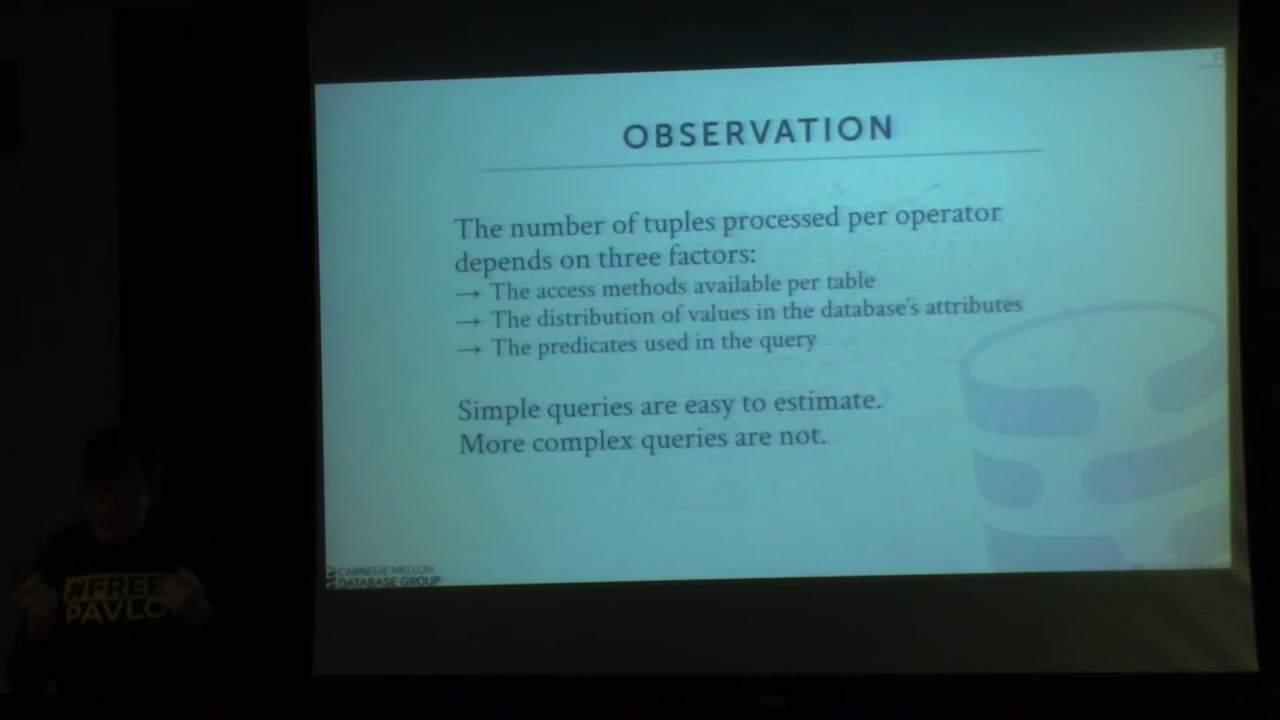 OBSERVATION
The number of tuples processed per operator
depends on three factors:
→ The access methods available per table
→ The distribution of values in the database's attributes
→ The predicates used in the query
Simple queries are easy to estimate.
More complex queries are not.
CARNEGIE MELLON
DATABASE GROUP
#FREE
PAVLO